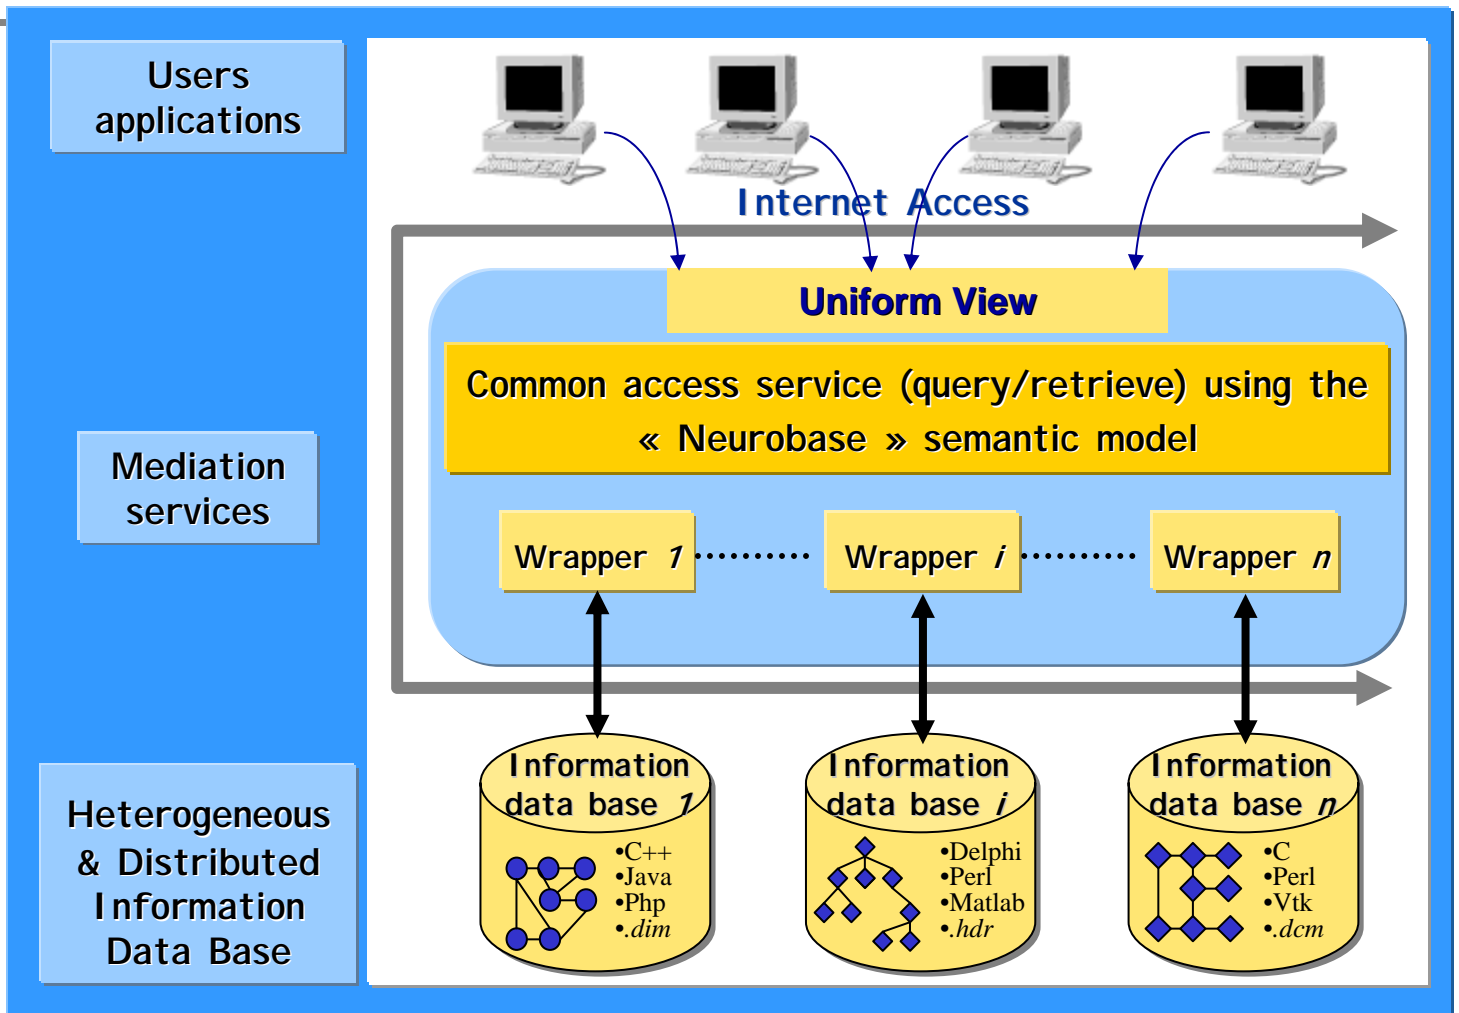 Users
applications
Internet Access
Uniform View
Common access service (query/retrieve) using the
« Neurobase » semantic model
Mediation
services
Wrapper 1
Wrapper i
Wrapper n
Heterogeneous
& Distributed
Information
Data Base
Information
data base 1
•C++
•Java
•Php
•.dim
Information
data base i
•Delphi
•Perl
•Matlab
•.hdr
Information
data base n
•C
•Perl
•Vtk
•.dcm